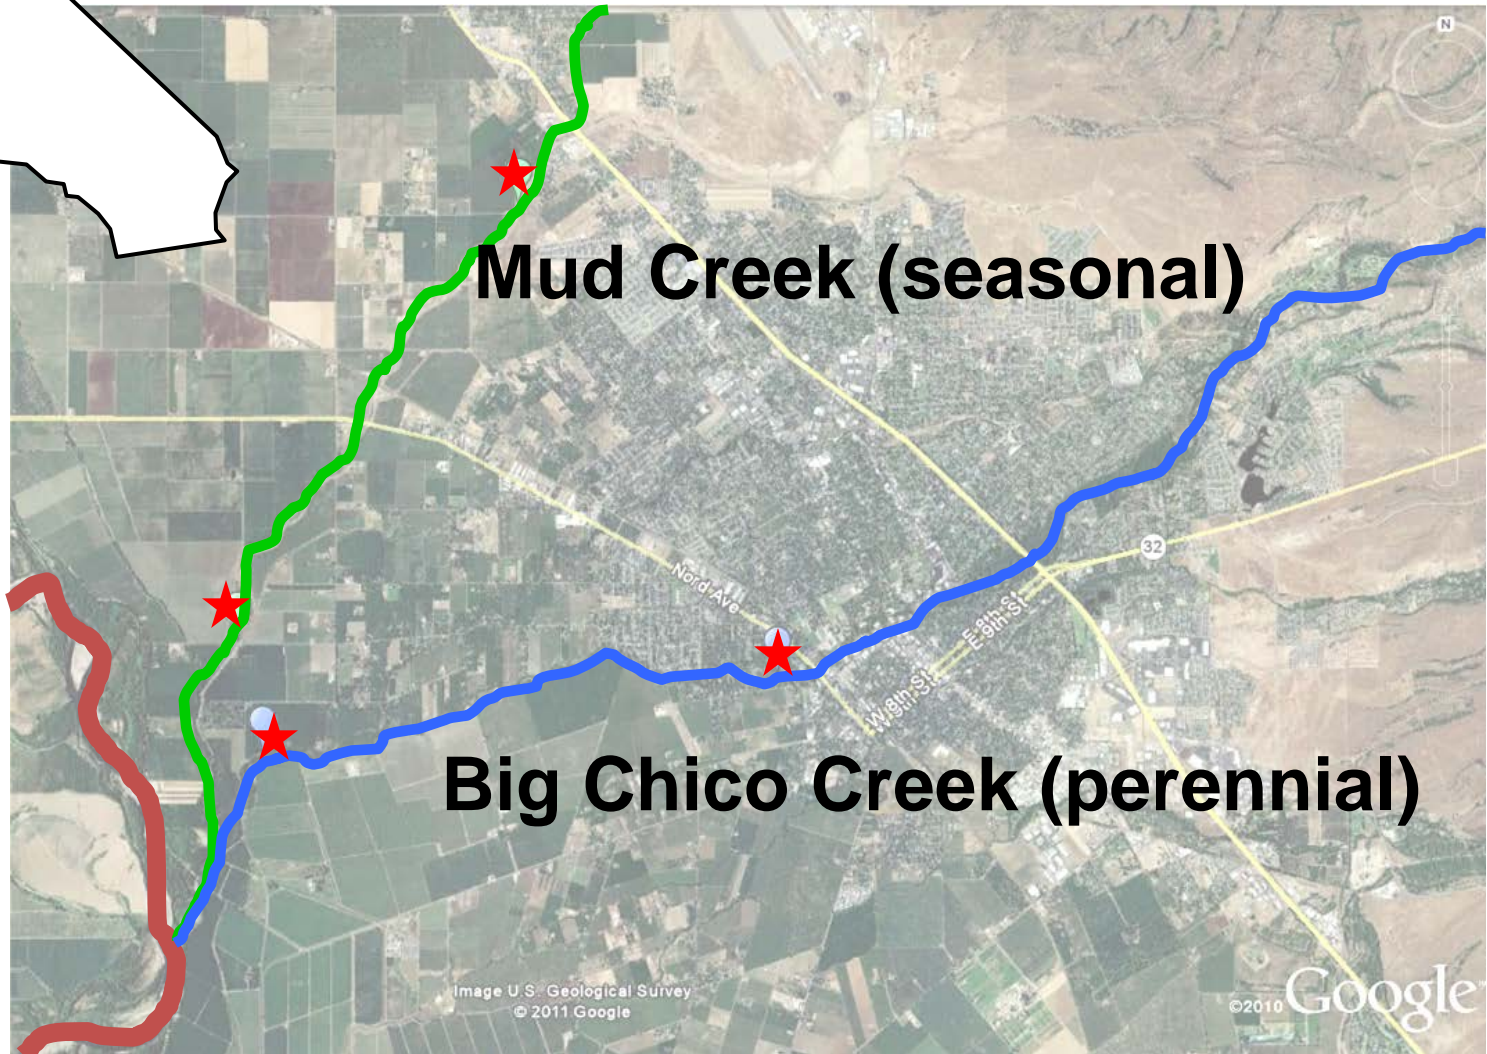 N
Mud Creek (seasonal)
32
Nord Ave
E 8th St
E 9th St
W 8th St
W 9th St
Big Chico Creek (perennial)
Image U.S. Geological Survey
© 2011 Google
©2010 Google™